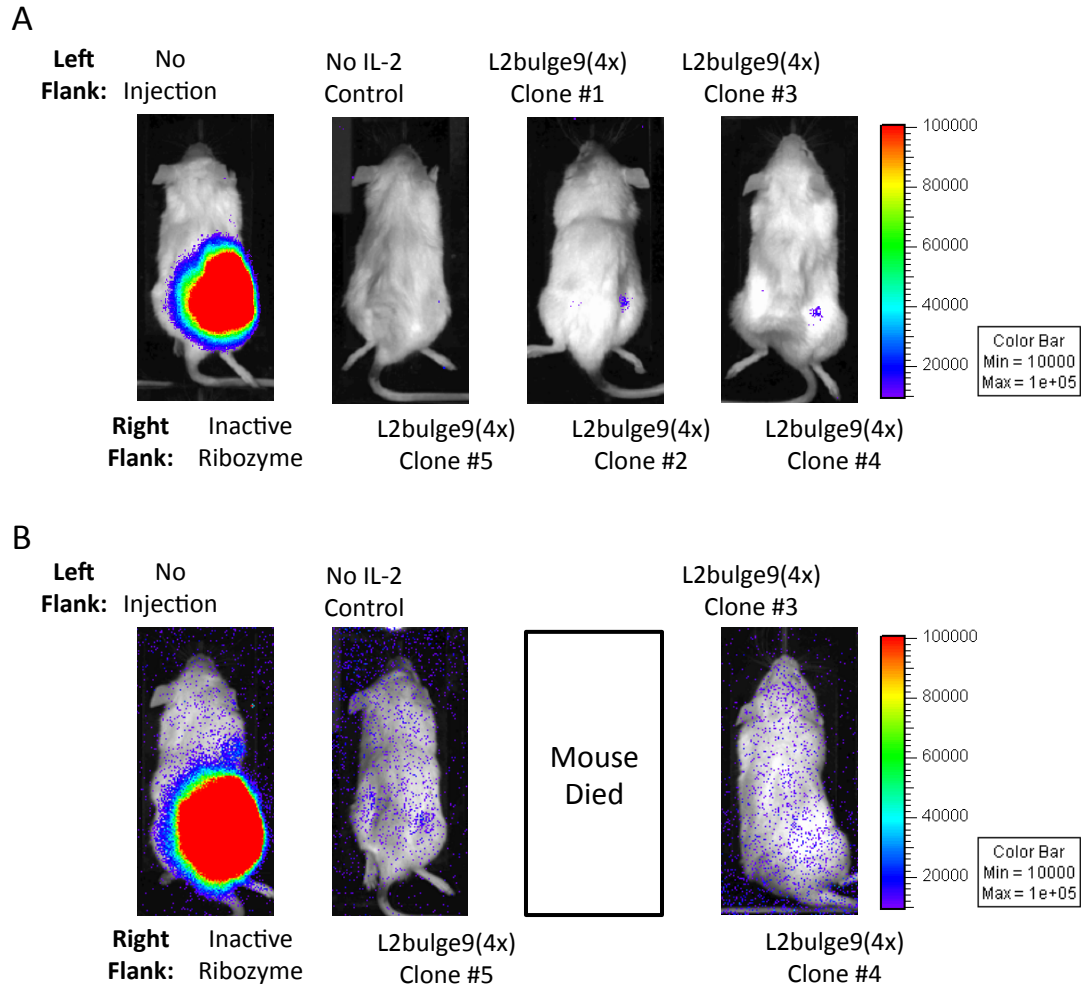 A
Left Flank:
No Injection
No IL-2 Control
L2bulge9(4x) Clone #1
L2bulge9(4x) Clone #3
100000
80000
60000
40000
20000
Color Bar
Min = 10000
Max = 1e+05
Right Flank:
Inactive Ribozyme
L2bulge9(4x) Clone #5
L2bulge9(4x) Clone #2
L2bulge9(4x) Clone #4
B
Left Flank:
No Injection
No IL-2 Control
L2bulge9(4x) Clone #3
Mouse Died
100000
80000
60000
40000
20000
Color Bar
Min = 10000
Max = 1e+05
Right Flank:
Inactive Ribozyme
L2bulge9(4x) Clone #5
L2bulge9(4x) Clone #4